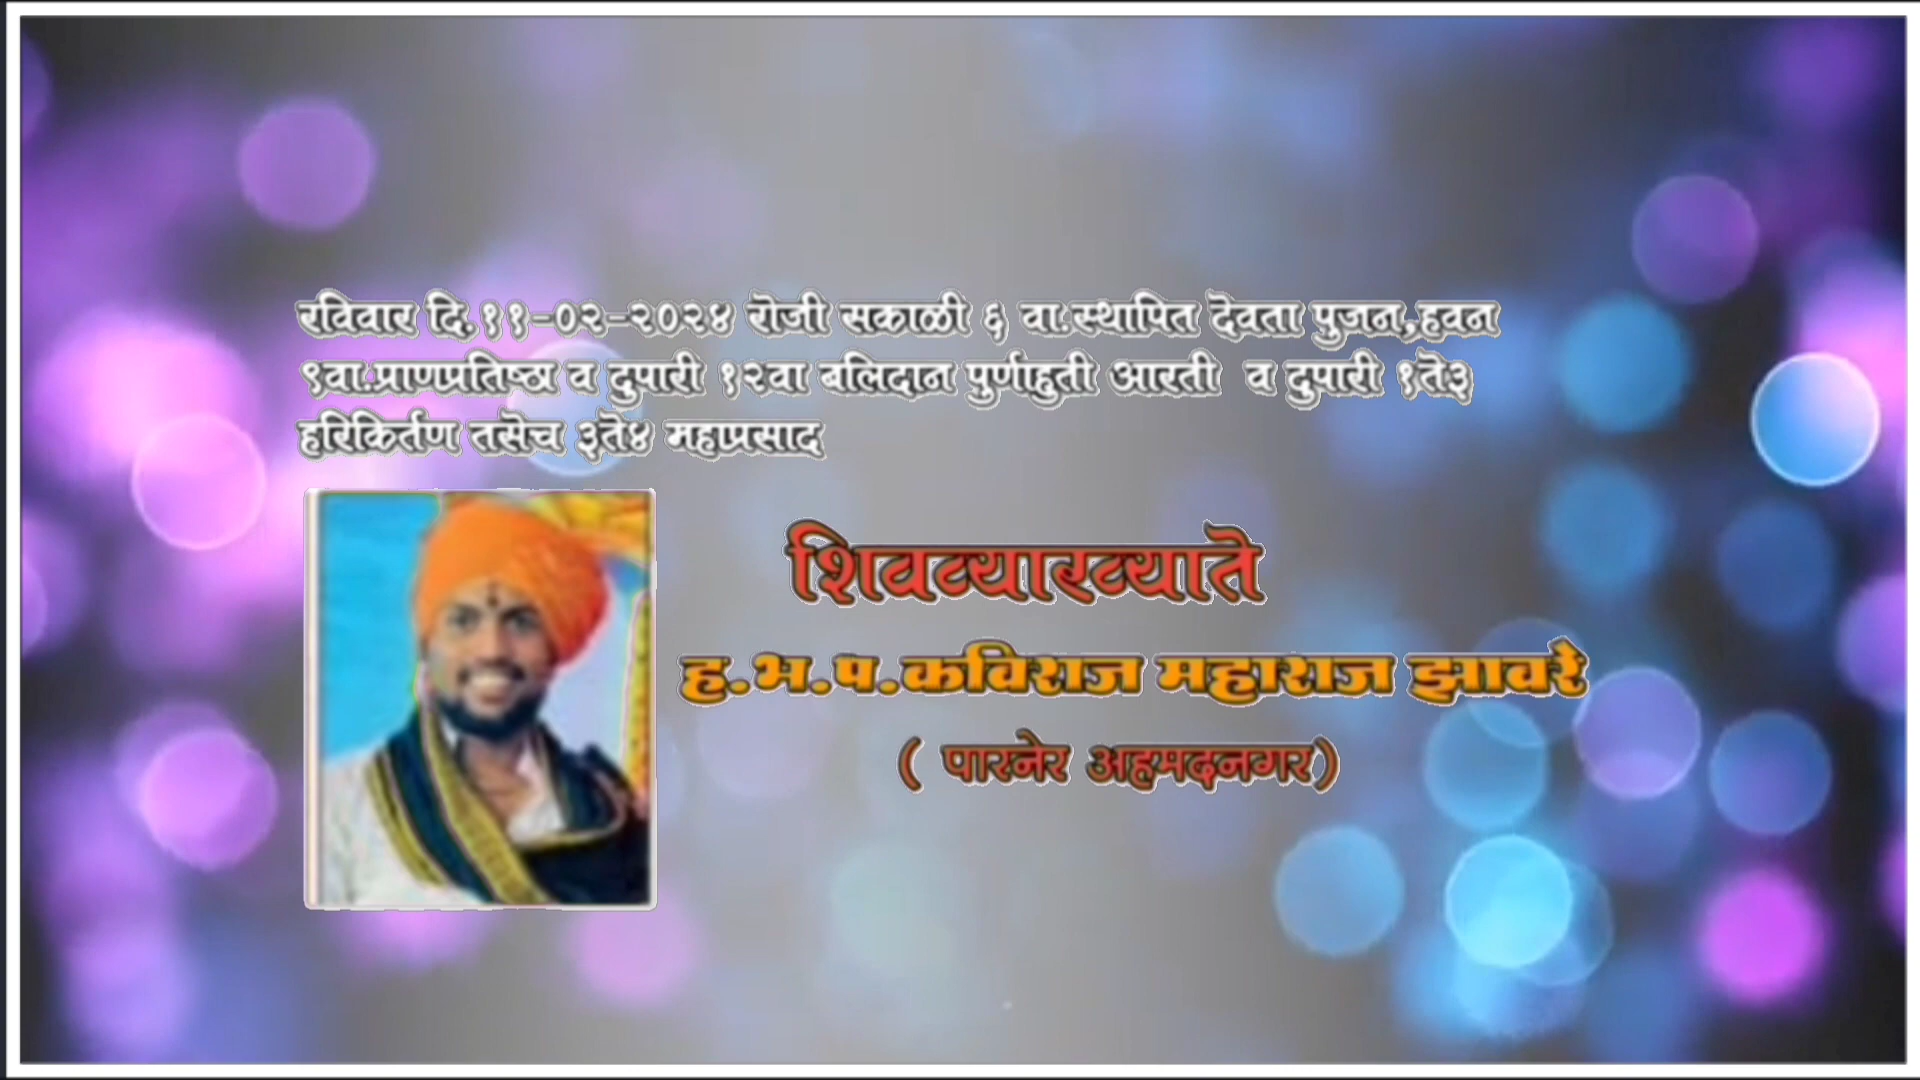 रविवार दि.११-०२-२०२४ रोजी सकाळी ६ वा.स्थापित देवता पुजन,हवन
९वा.प्राणप्रतिष्ठा व दुपारी १२वा बलिदान पुर्णाहुती आरती व दुपारी १ते३
हरिकिर्तण तसेच ३ते४ महाप्रसाद
शिवव्याख्याते
ह.भ.प.कविराज महाराज झावरे
( पारनेर अहमदनगर)